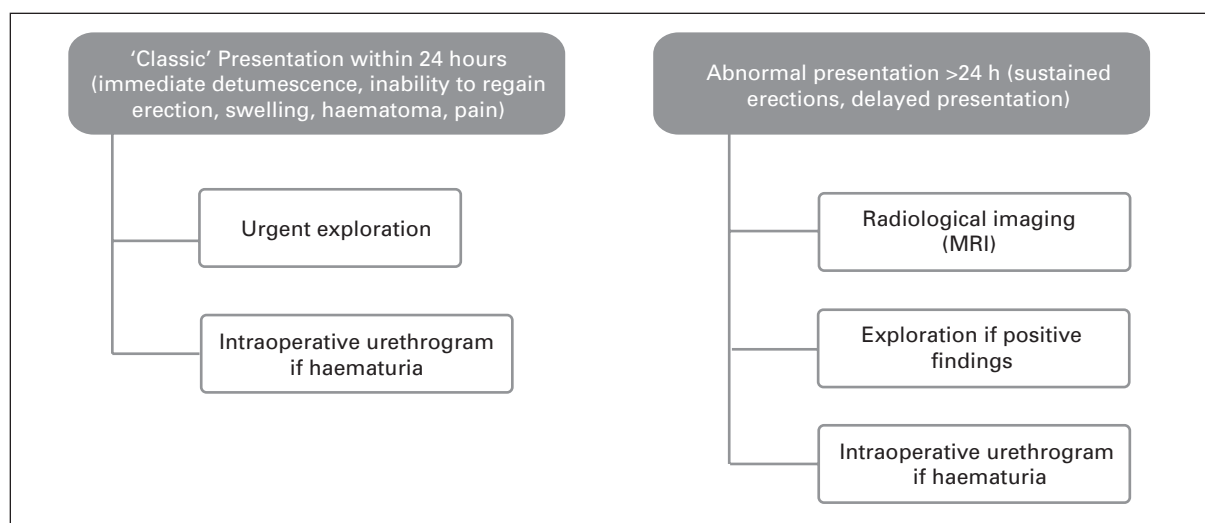 ‘Classic’ Presentation within 24 hours
(immediate detumescence, inability to regain
erection, swelling, haematoma, pain)
Urgent exploration
Intraoperative urethrogram
if haematuria
Abnormal presentation >24 h (sustained
erections, delayed presentation)
Radiological imaging
(MRI)
Exploration if positive
findings
Intraoperative urethrogram
if haematuria